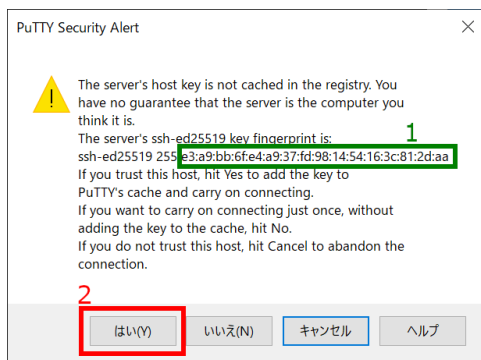 PuTTY Security Alert
The server's host key is not cached in the registry. You
have no guarantee that the server is the computer you
think it is.
The server's ssh-ed25519 key fingerprint is:
1
ssh-ed25519 255 e3:a9:bb:6f:e4:a9:37:fd:98:14:54:16:3c:81:2d:aa
If you trust this host, hit Yes to add the key to
PuTTY's cache and carry on connecting.
If you want to carry on connecting just once, without
adding the key to the cache, hit No.
If you do not trust this host, hit Cancel to abandon the
connection.
2
はい(Y) いいえ(N) キャンセル ヘルプ